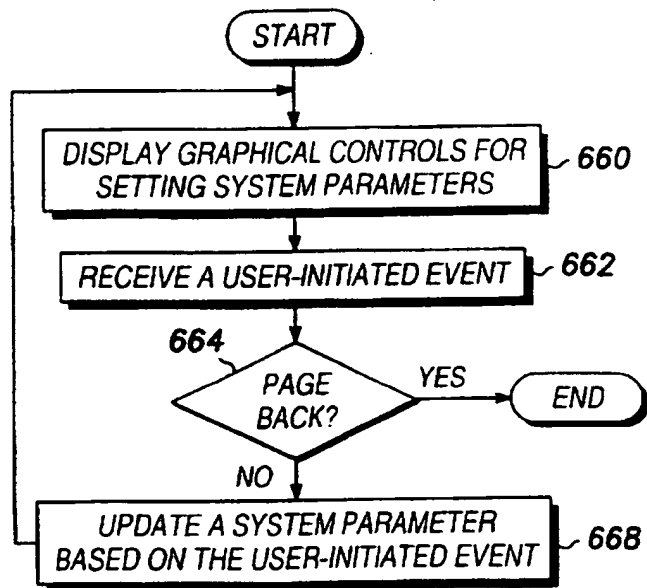 START
DISPLAY GRAPHICAL CONTROLS FOR
SETTING SYSTEM PARAMETERS
660
RECEIVE A USER-INITIATED EVENT
662
664
PAGE
BACK?
YES
END
NO
UPDATE A SYSTEM PARAMETER
BASED ON THE USER-INITIATED EVENT
668